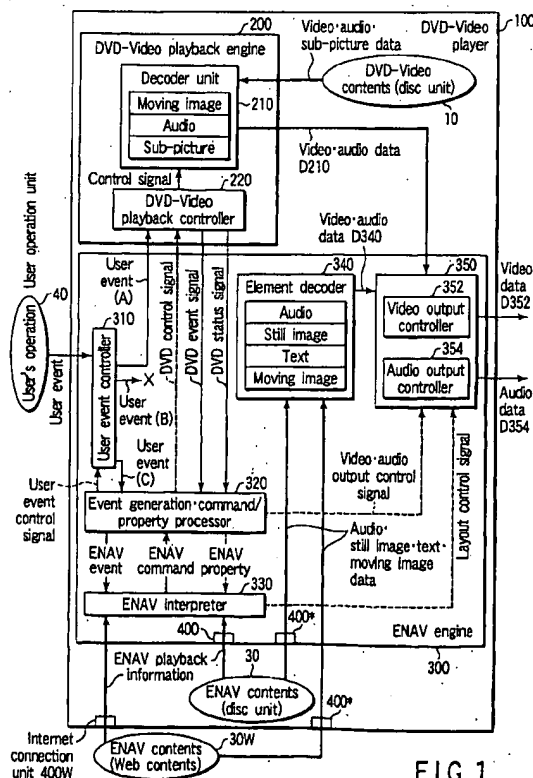 200
DVD-Video playback engine
Video·audio·
sub-picture data
DVD-Video
player
100
Decoder unit
Moving image
Audio
Sub-picture
210
DVD-Video
contents (disc unit)
10
Video·audio data
D210
Control signal
220
DVD-Video
playback controller
User operation unit
40
User's operation
User event
User
event (A)
310
User event controller
User
event (B)
User
event
(C)
DVD control signal
DVD event signal
DVD status signal
Video·audio
data D340
340
Element decoder
Audio
Still image
Text
Moving image
350
352
Video output
controller
354
Audio output
controller
Video
data
D352
Audio
data
D354
User
event
control
signal
320
Event generation·command/
property processor
Video·audio
output control
signal
Layout control signal
ENAV
event
ENAV
command
ENAV
property
330
ENAV interpreter
Audio·
still image·text·
moving image
data
400
400*
ENAV engine
300
ENAV playback
information
30
ENAV contents
(disc unit)
400*
Internet
connection
unit 400W
ENAV contents
(Web contents)
30W
FIG. 1